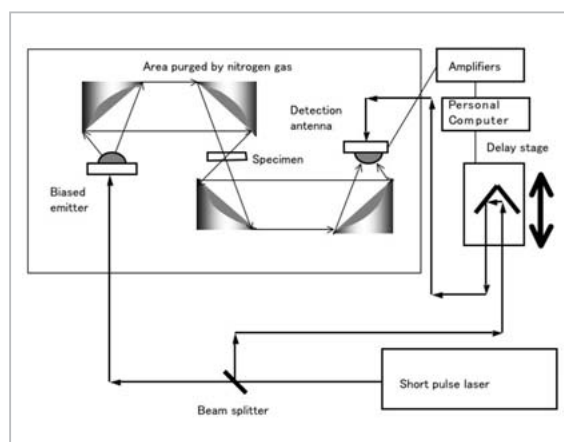 Area purged by nitrogen gas
Amplifiers
Detection
antenna
Personal
Computer
Delay stage
Specimen
Biased
emitter
Short pulse laser
Beam splitter